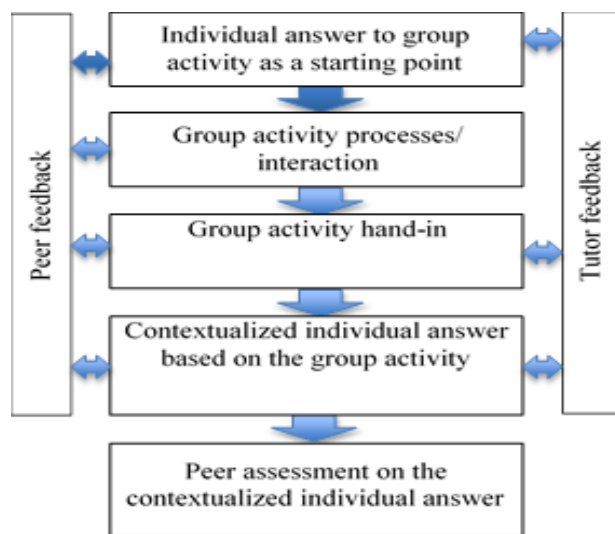 Individual answer to group
activity as a starting point
Group activity processes/
interaction
Group activity hand-in
Contextualized individual answer
based on the group activity
Peer assessment on the
contextualized individual answer
Peer feedback
Tutor feedback